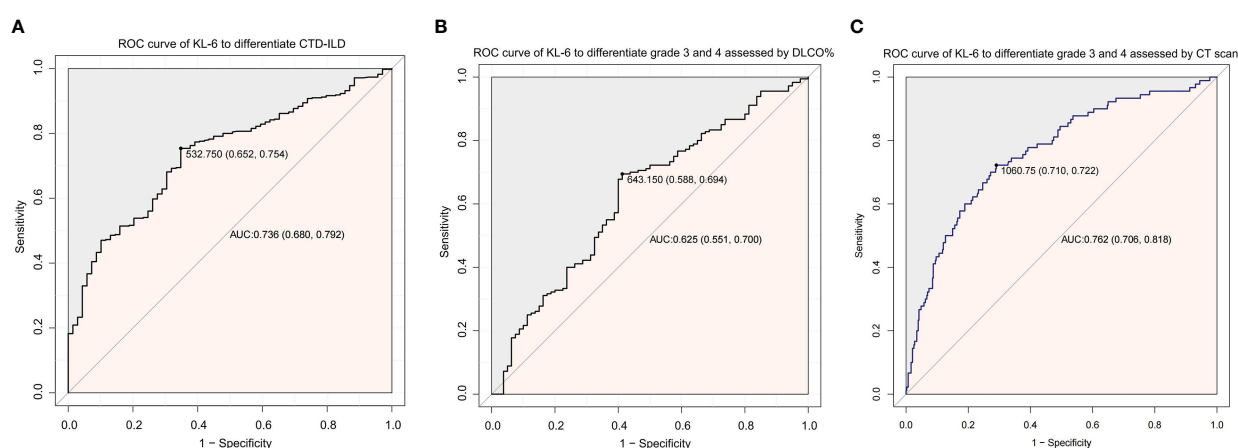 A
ROC curve of KL-6 to differentiate CTD-ILD
Sensitivity
1.0
0.8
0.6
0.4
0.2
0.0
532.750 (0.652, 0.754)
AUC:0.736 (0.680, 0.792)
0.0 0.2 0.4 0.6 0.8 1.0
1 − Specificity
B
ROC curve of KL-6 to differentiate grade 3 and 4 assessed by DLCO%
Sensitivity
1.0
0.8
0.6
0.4
0.2
0.0
643.150 (0.588, 0.694)
AUC:0.625 (0.551, 0.700)
0.0 0.2 0.4 0.6 0.8 1.0
1 − Specificity
C
ROC curve of KL-6 to differentiate grade 3 and 4 assessed by CT scan
Sensitivity
1.0
0.8
0.6
0.4
0.2
0.0
1060.75 (0.710, 0.722)
AUC:0.762 (0.706, 0.818)
0.0 0.2 0.4 0.6 0.8 1.0
1 − Specificity